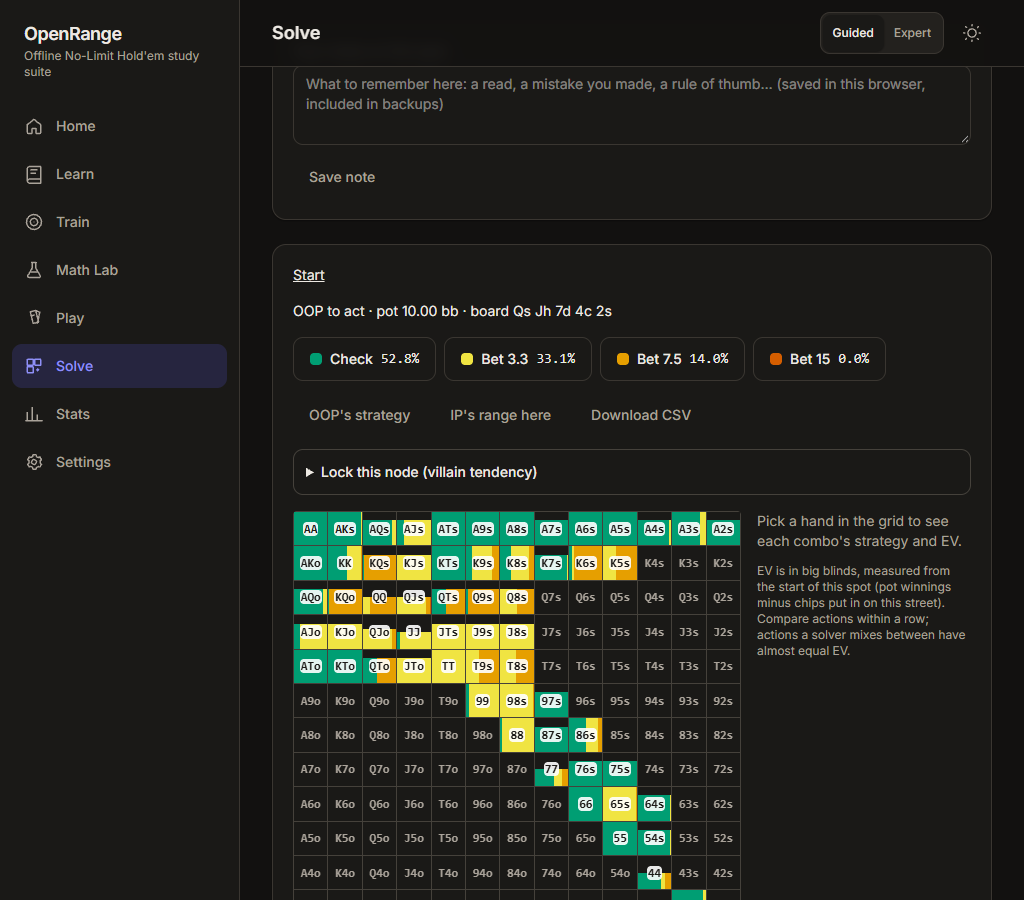 OpenRange
Offline No-Limit Hold'em study
suite
Home
Learn
Train
Math Lab
Play
Solve
Stats
Settings
Solve
Guided
Expert
What to remember here: a read, a mistake you made, a rule of thumb... (saved in this browser,
included in backups)
Save note
Start
OOP to act · pot 10.00 bb · board Qs Jh 7d 4c 2s
Check 52.8%
Bet 3.3 33.1%
Bet 7.5 14.0%
Bet 15 0.0%
OOP's strategy
IP's range here
Download CSV
Lock this node (villain tendency)
AA AKs AQs AJs ATs A9s A8s A7s A6s A5s A4s A3s A2s
AKo KK KQs KJs KTs K9s K8s K7s K6s K5s K4s K3s K2s
AQo KQo QQ QJs QTs Q9s Q8s Q7s Q6s Q5s Q4s Q3s Q2s
AJo KJo QJo JJ JTs J9s J8s J7s J6s J5s J4s J3s J2s
ATo KTo QTo JTo TT T9s T8s T7s T6s T5s T4s T3s T2s
A9o K9o Q9o J9o T9o 99 98s 97s 96s 95s 94s 93s 92s
A8o K8o Q8o J8o T8o 98o 88 87s 86s 85s 84s 83s 82s
A7o K7o Q7o J7o T7o 97o 87o 77 76s 75s 74s 73s 72s
A6o K6o Q6o J6o T6o 96o 86o 76o 66 65s 64s 63s 62s
A5o K5o Q5o J5o T5o 95o 85o 75o 65o 55 54s 53s 52s
A4o K4o Q4o J4o T4o 94o 84o 74o 64o 54o 44 43s 42s
Pick a hand in the grid to see
each combo's strategy and EV.
EV is in big blinds, measured from
the start of this spot (pot winnings
minus chips put in on this street).
Compare actions within a row;
actions a solver mixes between have
almost equal EV.